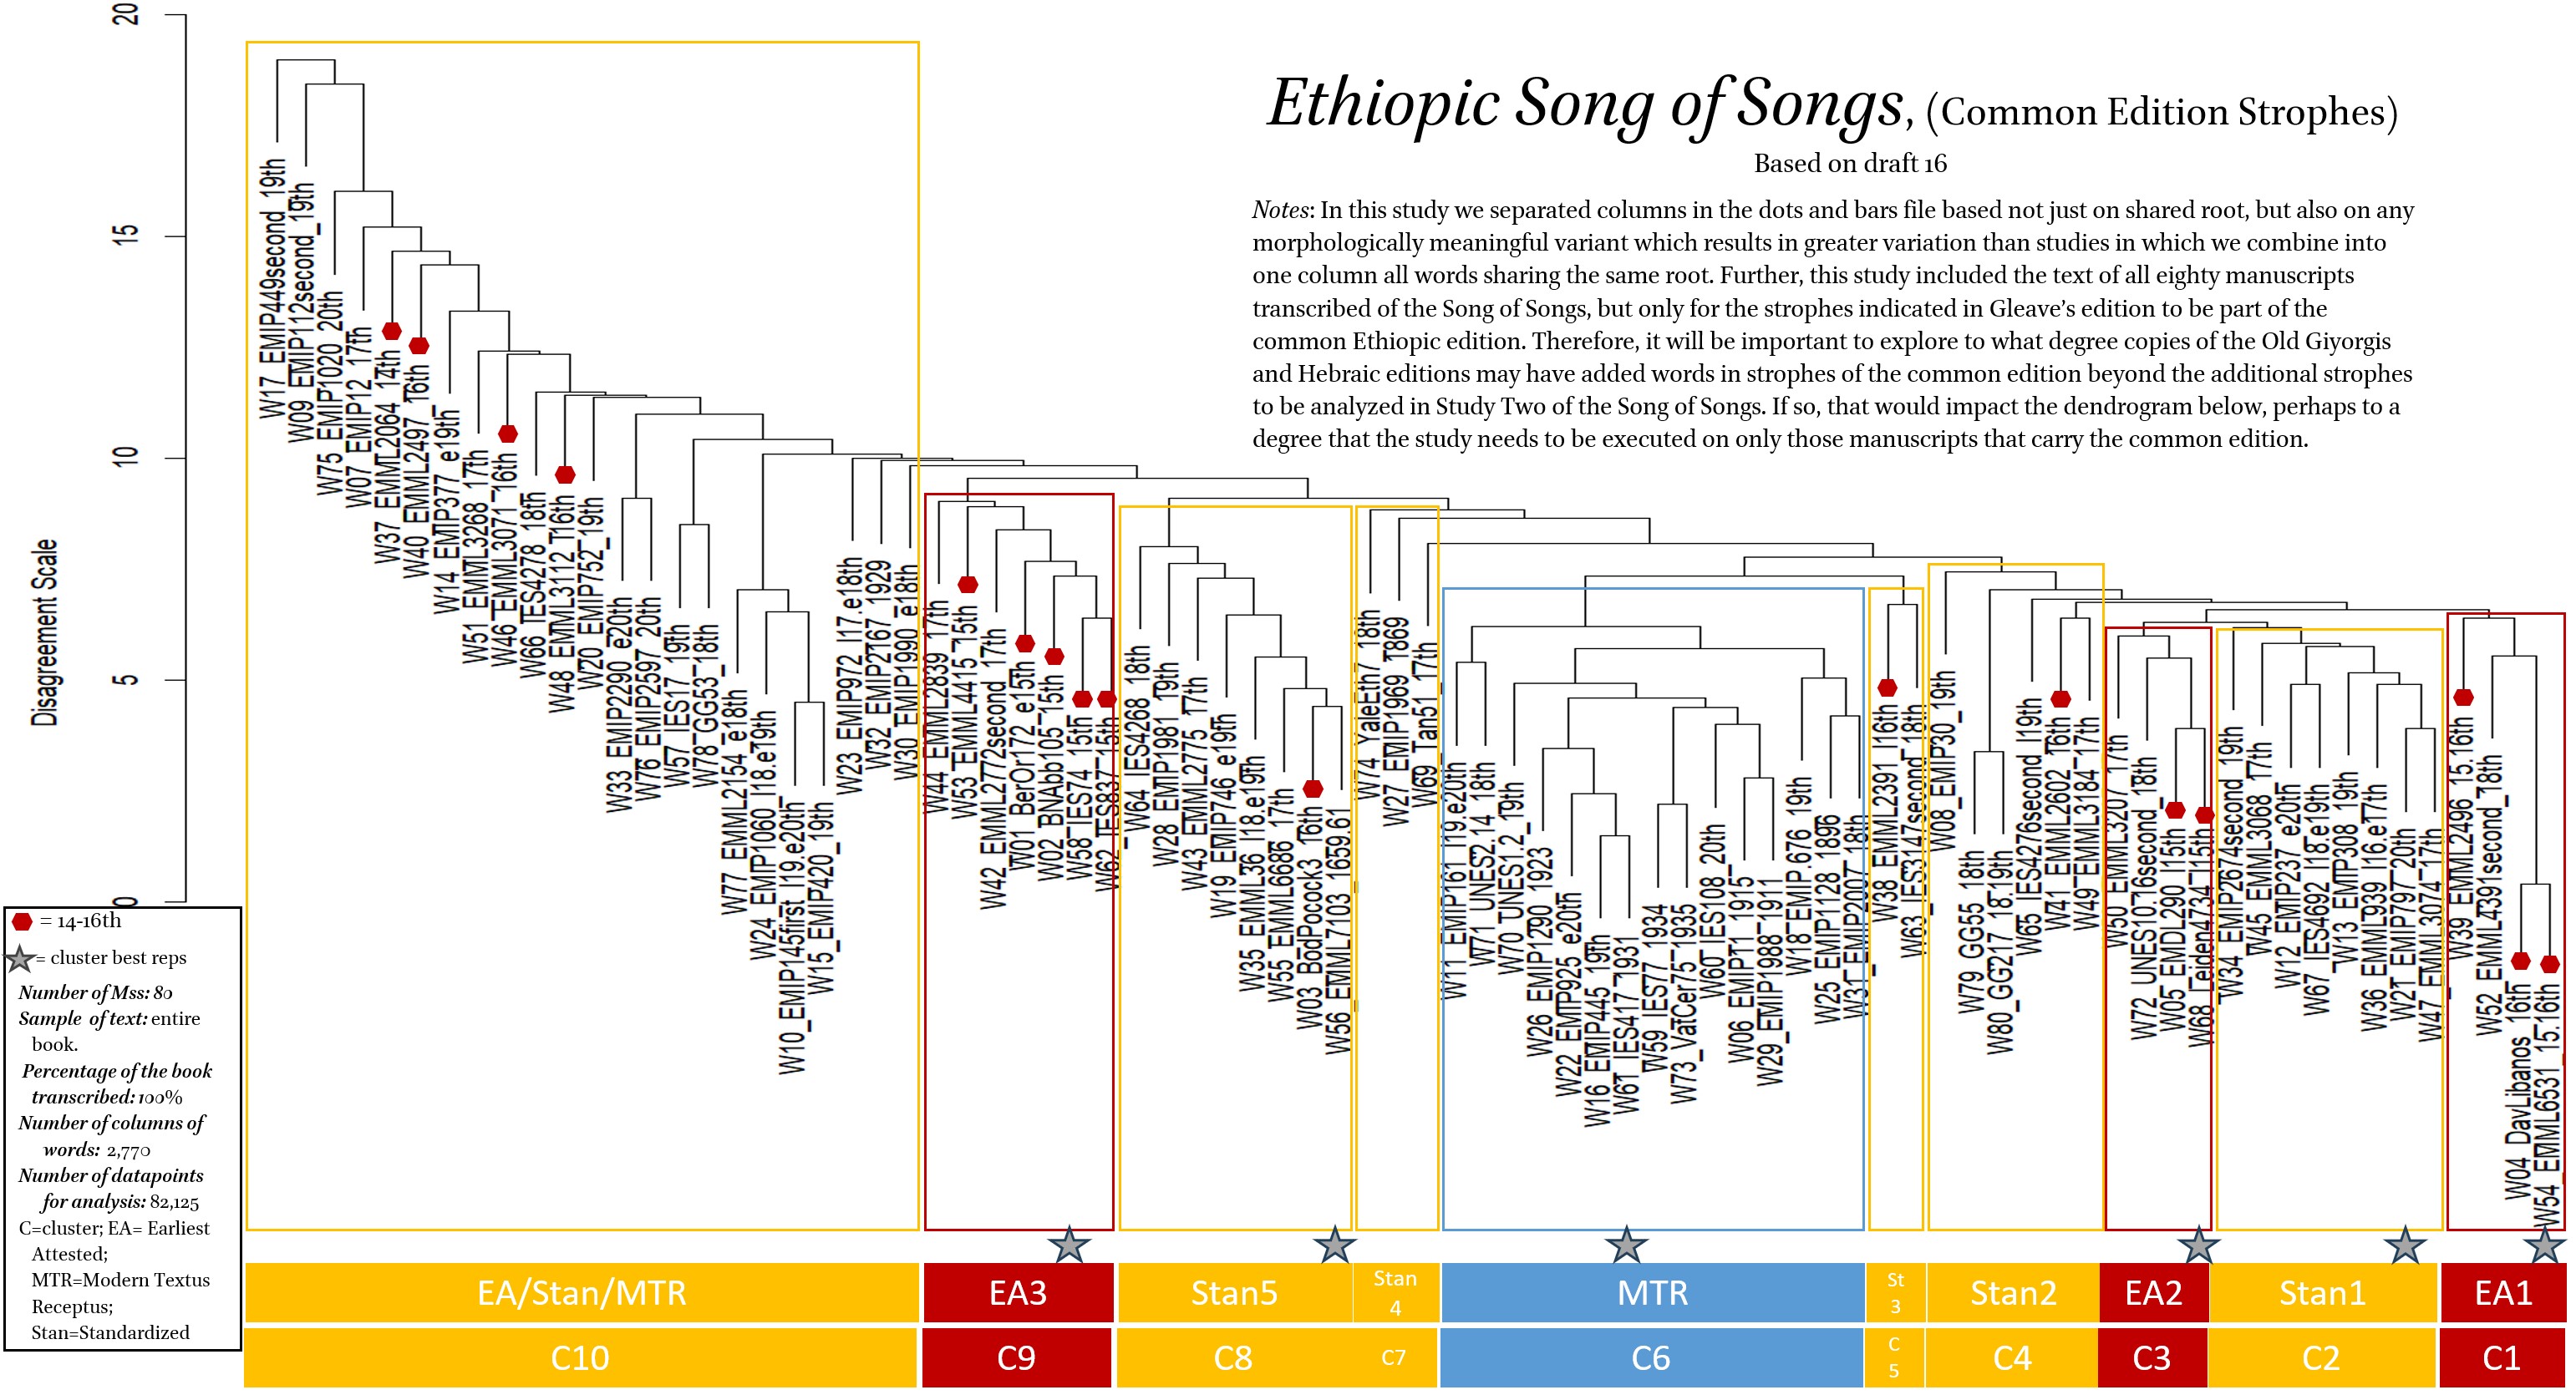 20
15
10
5
0
Disagreement Scale
Ethiopic Song of Songs, (Common Edition Strophes)
Based on draft 16
Notes: In this study we separated columns in the dots and bars file based not just on shared root, but also on any
morphologically meaningful variant which results in greater variation than studies in which we combine into
one column all words sharing the same root. Further, this study included the text of all eighty manuscripts
transcribed of the Song of Songs, but only for the strophes indicated in Gleave's edition to be part of the
common Ethiopic edition. Therefore, it will be important to explore to what degree copies of the Old Giyorgis
and Hebraic editions may have added words in strophes of the common edition beyond the additional strophes
to be analyzed in Study Two of the Song of Songs. If so, that would impact the dendrogram below, perhaps to a
degree that the study needs to be executed on only those manuscripts that carry the common edition.
W17_EMIP449second_19th
W09_EMIP112second_19th
W75_EMIP1020_20th
W07_EMIP12_17th
W37_EMML2064_14th
W40_EMML2497_16th
W14_EMIP377_e19th
W51_EMML3268_17th
W46_EMML3071_16th
W66_IES4278_18th
W48_EMML3112_l16th
W20_EMIP752_19th
W33_EMIP2290_e20th
W76_EMIP2597_20th
W57_IES17_19th
W78_GG53_18th
W77_EMML2154_e18th
W24_EMIP1060_l18.e19th
W10_EMIP145first_l19.e20th
W15_EMIP420_19th
W23_EMIP972_l17.e18th
W32_EMIP2167_1929
W30_EMIP1990_e18th
W44_EMML2839_17th
W53_EMML4415_15th
W42_EMML2772second_17th
W01_BerOr172_e15th
W02_BNAbb105_15th
W58_IES74_15th
W62_IES837_15th
W64_IES4268_18th
W28_EMIP1981_19th
W43_EMML2775_17th
W19_EMIP746_e19th
W35_EMML36_l18.e19th
W55_EMML6686_17th
W03_BodPocock3_16th
W56_EMML7103_1659.61
W74_YaleEth7_18th
W27_EMIP1969_1869
W69_Tan51_17th
W11_EMIP161_l19.e20th
W71_UNES2.14_18th
W70_UNES1.2_19th
W26_EMIP1290_1923
W22_EMIP925_e20th
W16_EMIP445_19th
W61_IES417_1931
W59_IES77_1934
W73_VatCer75_1935
W60_IES108_20th
W06_EMIP11_1915
W29_EMIP1988_1911
W18_EMIP.676_19th
W25_EMIP1128_1896
W31_EMIP2007_18th
W38_EMML2391_l16th
W63_IES3147second_18th
W08_EMIP30_19th
W79_GG55_18th
W80_GG217_18.19th
W65_IES4276second_l19th
W41_EMML2602_16th
W49_EMML3184_17th
W50_EMML3207_17th
W72_UNES10.76second_18th
W05_EMDL290_l15th
W68_Leiden4734_l15th
W34_EMIP2674second_19th
W45_EMML3068_17th
W12_EMIP237_e20th
W67_IES4692_l18.e19th
W13_EMIP308_19th
W36_EMML939_l16.e17th
W21_EMIP797_20th
W47_EMML3074_17th
W39_EMML2496_15.16th
W52_EMML4391second_18th
W04_DavLibanos_16th
W54_EMML6531_15.16th
= 14-16th
= cluster best reps
Number of Mss: 80
Sample of text: entire
book.
Percentage of the book
transcribed: 100%
Number of columns of
words: 2,770
Number of datapoints
for analysis: 82,125
C=cluster; EA= Earliest
Attested;
MTR=Modern Textus
Receptus;
Stan=Standardized
EA/Stan/MTR
EA3
Stan5
Stan
4
MTR
St
3
Stan2
EA2
Stan1
EA1
C10
C9
C8
C7
C6
C
5
C4
C3
C2
C1